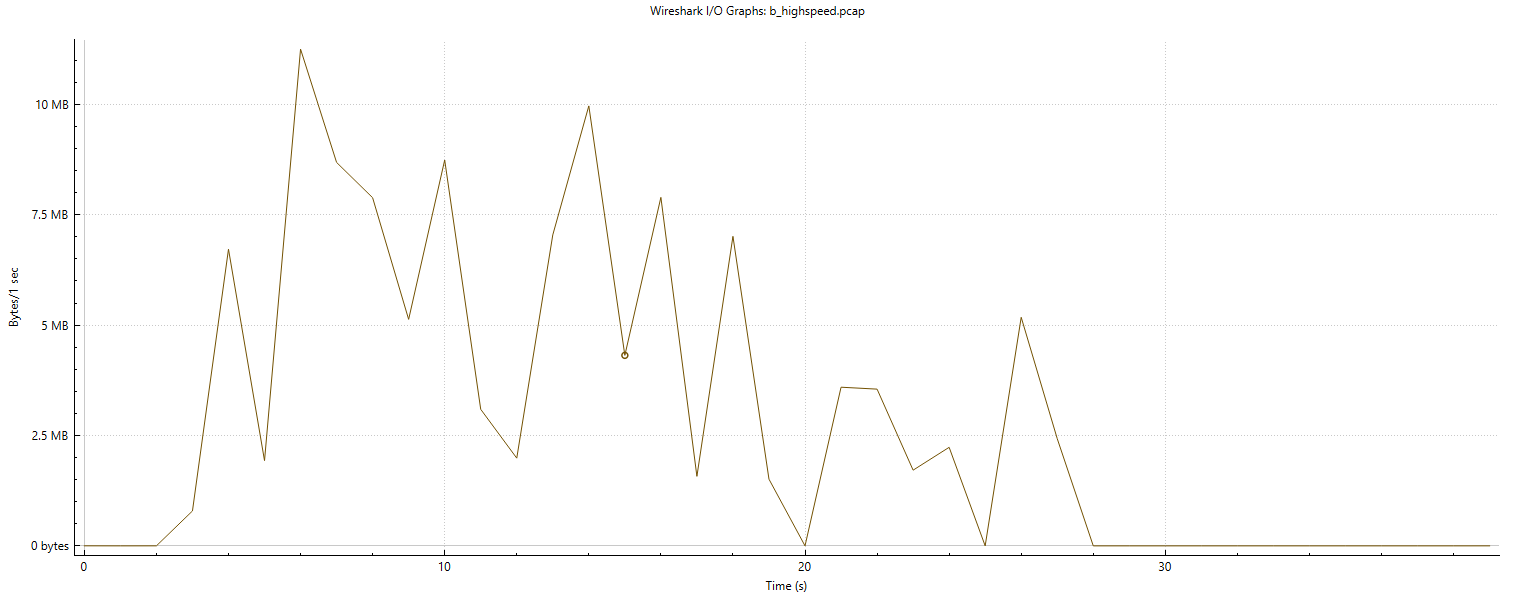 Wireshark I/O Graphs: b_highspeed.pcap
10 MB
7.5 MB
5 MB
2.5 MB
0 bytes
Bytes/1 sec
0
10
20
30
Time (s)